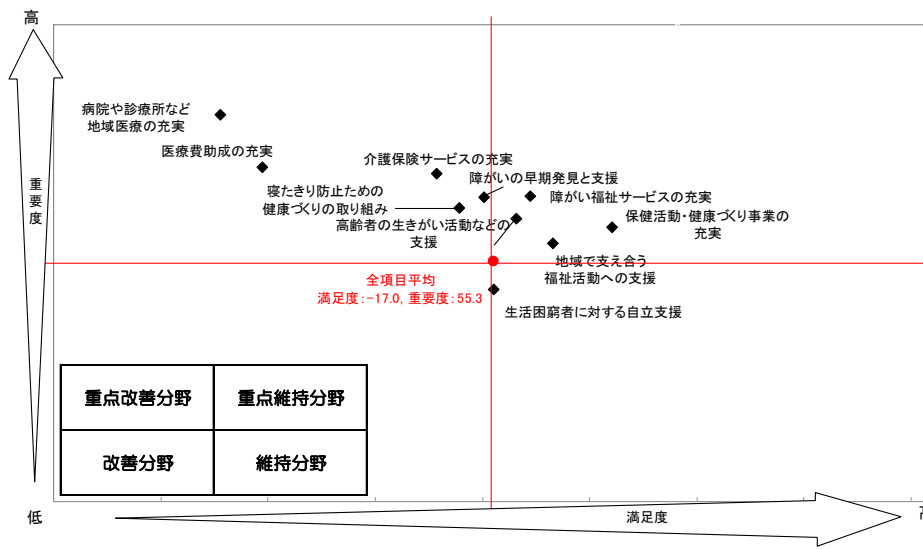 高
病院や診療所など
地域医療の充実
医療費助成の充実
介護保険サービスの充実
障がいの早期発見と支援
寝たきり防止ための
健康づくりの取り組み
障がい福祉サービスの充実
高齢者の生きがい活動などの
支援
保健活動・健康づくり事業の
充実
地域で支え合う
福祉活動への支援
重要度
全項目平均
満足度:-17.0, 重要度:55.3
生活困窮者に対する自立支援
重点改善分野
重点維持分野
改善分野
維持分野
低
満足度